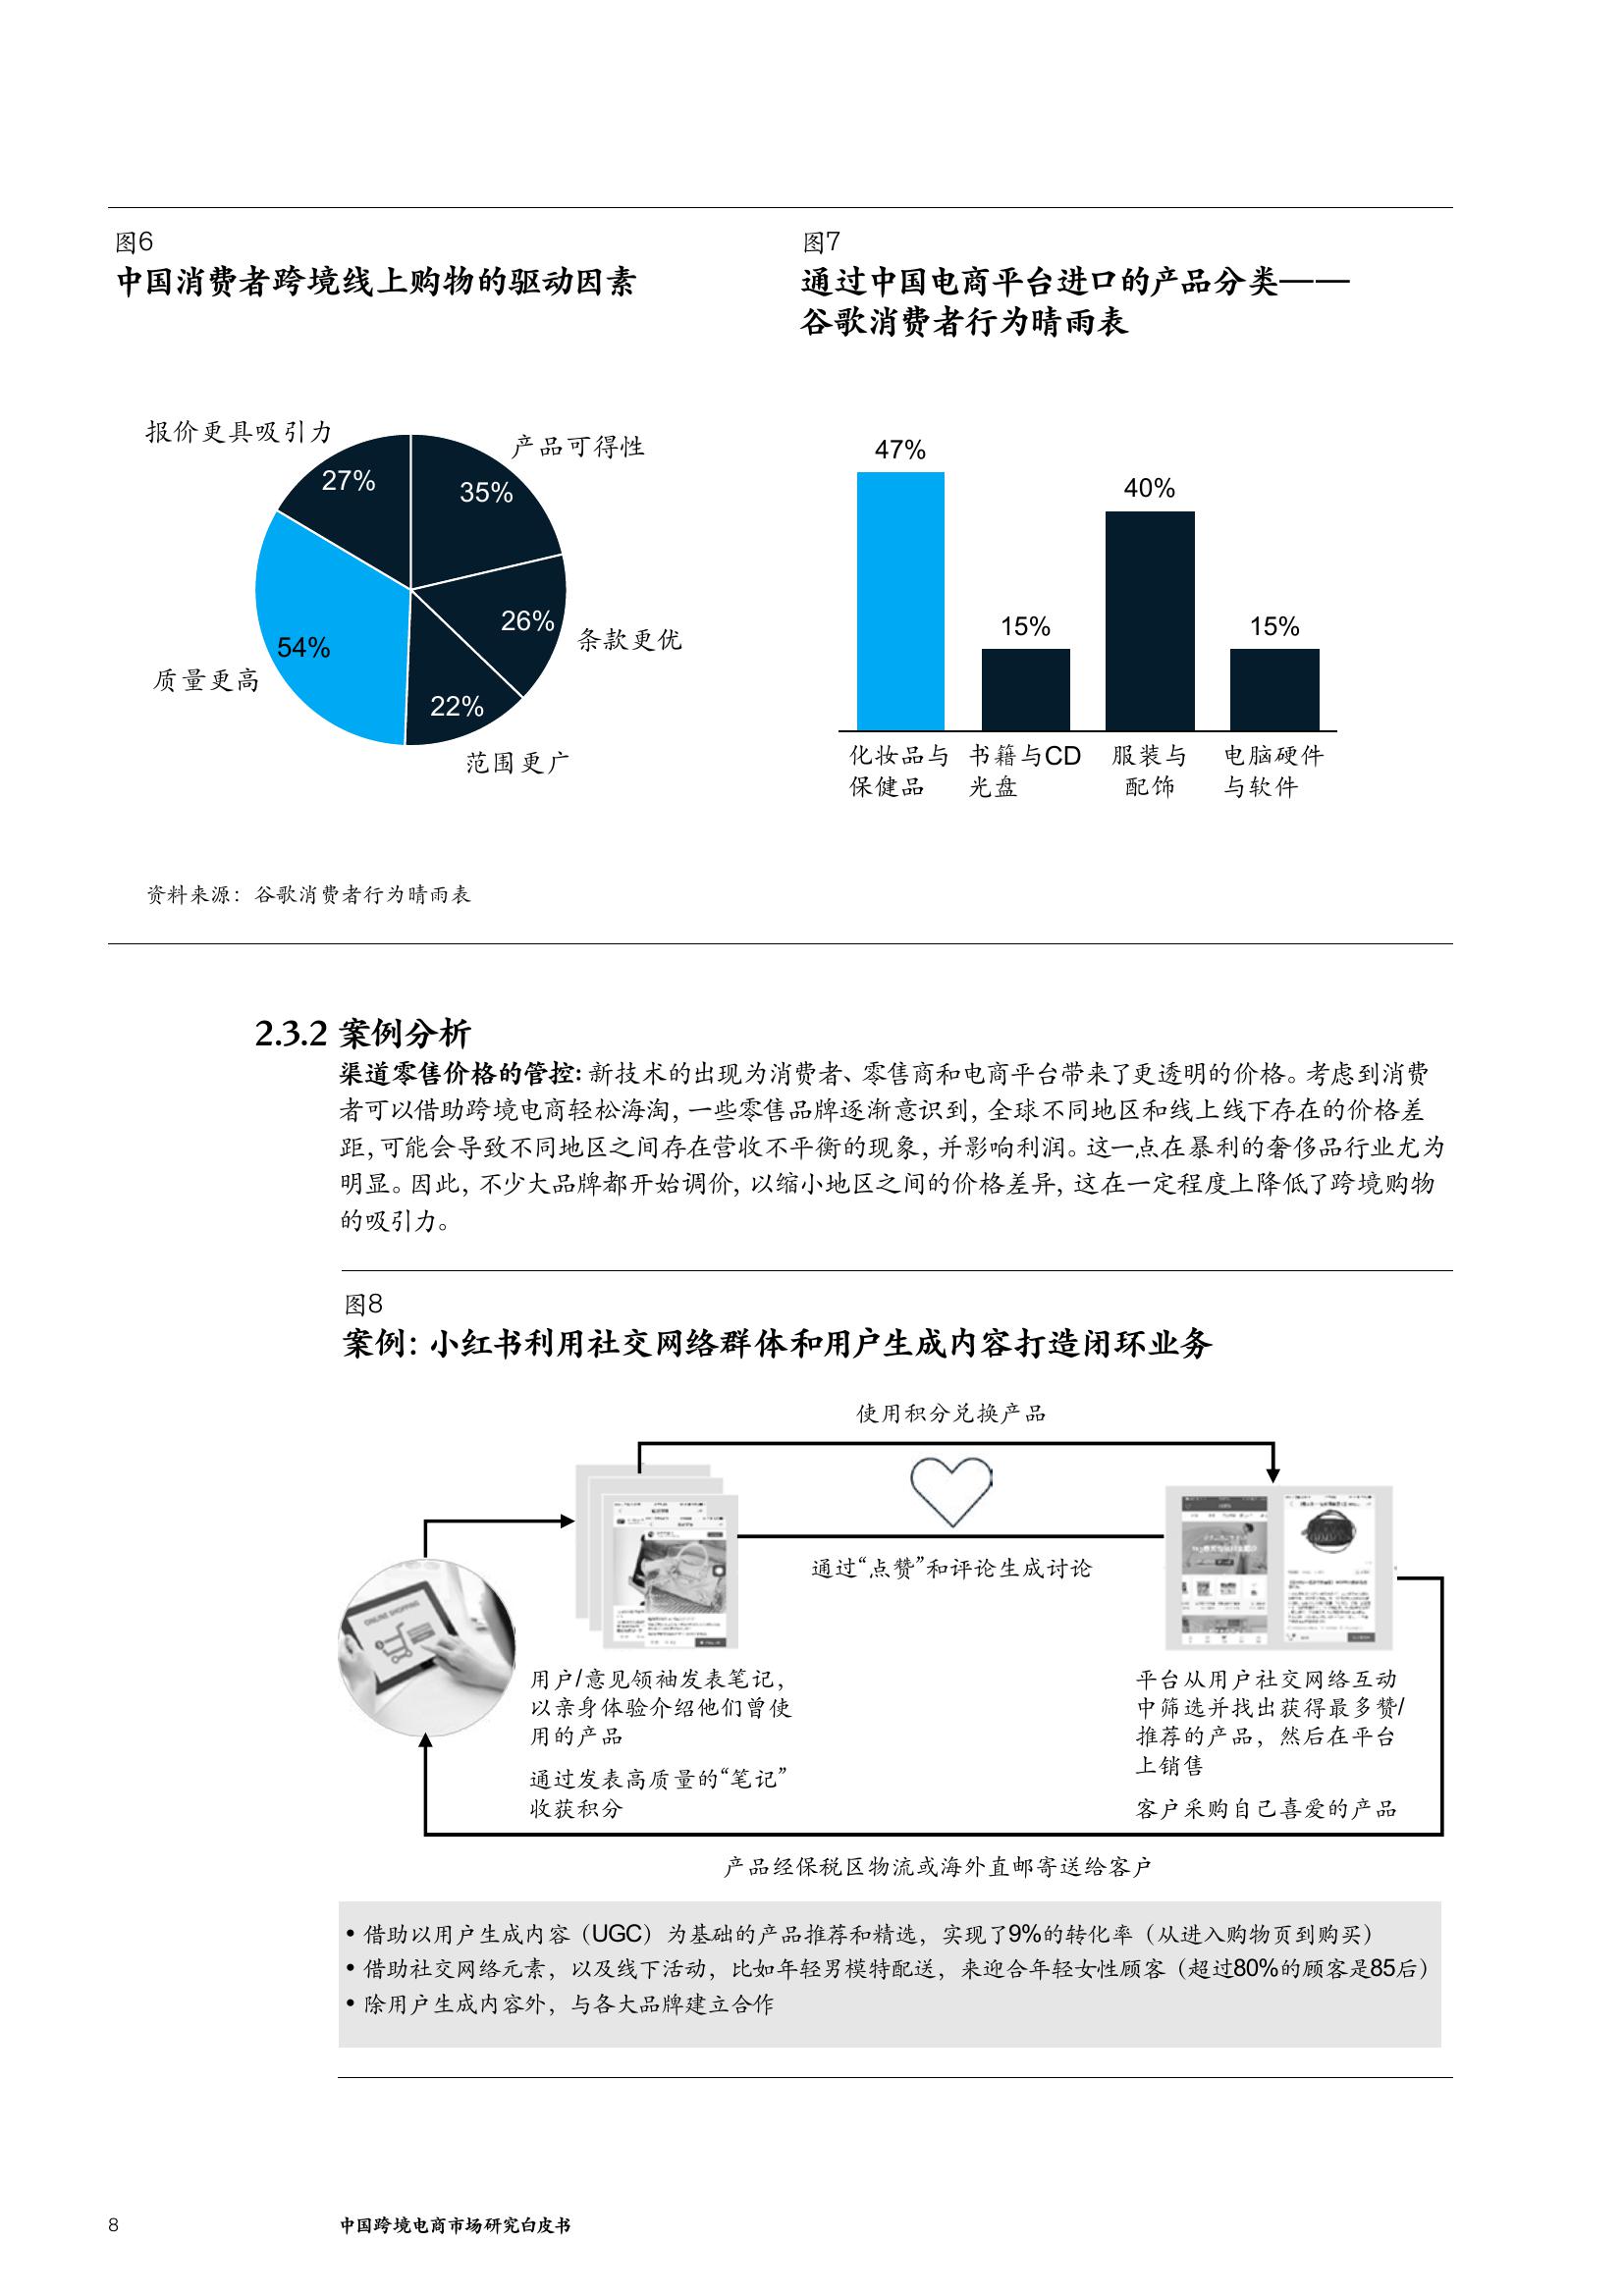 图6
中国消费者跨境线上购物的驱动因素
报价更具吸引力
27%
产品可得性
35%
26%
条款更优
54%
质量更高
22%
范围更广
图7
通过中国电商平台进口的产品分类——
谷歌消费者行为晴雨表
47%
40%
15%
15%
化妆品与
保健品
书籍与CD
光盘
服装与
配饰
电脑硬件
与软件
资料来源：谷歌消费者行为晴雨表
2.3.2 案例分析
渠道零售价格的管控：新技术的出现为消费者、零售商和电商平台带来了更透明的价格。考虑到消费
者可以借助跨境电商轻松海淘，一些零售品牌逐渐意识到，全球不同地区和线上线下存在的价格差
距，可能会导致不同地区之间存在营收不平衡的现象，并影响利润。这一点在暴利的奢侈品行业尤为
明显。因此，不少大品牌都开始调价，以缩小地区之间的价格差异，这在一定程度上降低了跨境购物
的吸引力。
图8
案例：小红书利用社交网络群体和用户生成内容打造闭环业务
使用积分兑换产品
通过“点赞”和评论生成讨论
ONLINE SHOPPING
用户/意见领袖发表笔记，
以亲身体验介绍他们曾使
用的产品
通过发表高质量的“笔记”
收获积分
平台从用户社交网络互动
中筛选并找出获得最多赞/
推荐的产品，然后在平台
上销售
客户采购自己喜爱的产品
产品经保税区物流或海外直邮寄送给客户
• 借助以用户生成内容（UGC）为基础的产品推荐和精选，实现了9%的转化率（从进入购物页到购买）
• 借助社交网络元素，以及线下活动，比如年轻男模特配送，来迎合年轻女性顾客（超过80%的顾客是85后）
• 除用户生成内容外，与各大品牌建立合作
8
中国跨境电商市场研究白皮书